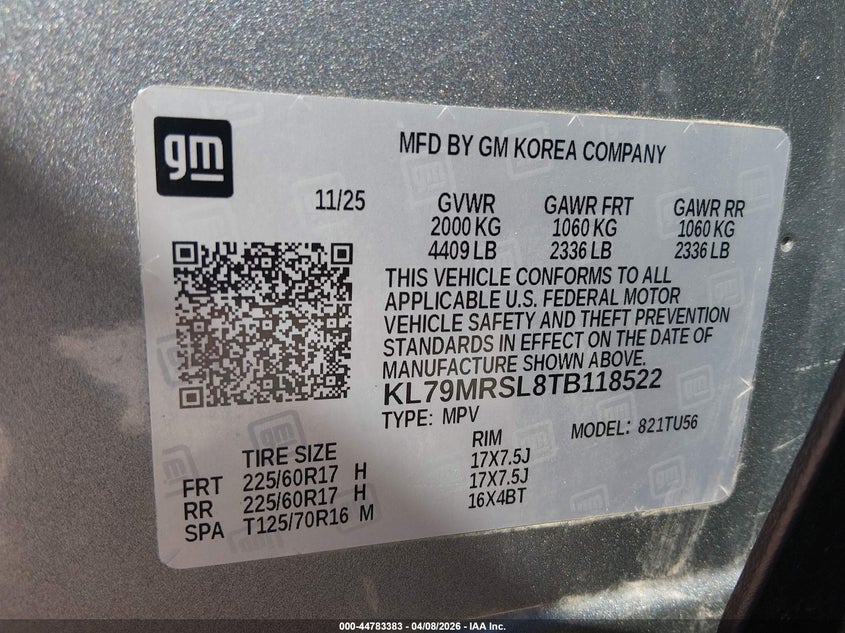 gm
MFD BY GM KOREA COMPANY
11/25
GVWR GAWR FRT GAWR RR
2000 KG 1060 KG 1060 KG
4409 LB 2336 LB 2336 LB
THIS VEHICLE CONFORMS TO ALL
APPLICABLE U.S. FEDERAL MOTOR
VEHICLE SAFETY AND THEFT PREVENTION
STANDARDS IN EFFECT ON THE DATE OF
MANUFACTURE SHOWN ABOVE.
KL79MRSL8TB118522
TYPE: MPV MODEL: 821TU56
TIRE SIZE RIM
FRT 225/60R17 H 17X7.5J
RR 225/60R17 H 17X7.5J
SPA T125/70R16 M 16X4BT
000-44783383 | 04/08/2026 - IAA Inc.